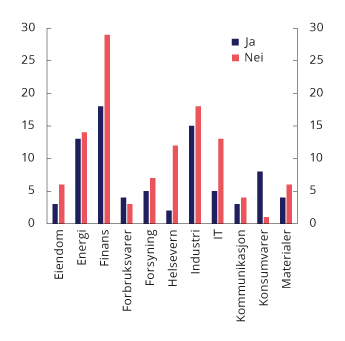 30
25
20
15
10
5
0
30
25
20
15
10
5
0
Ja
Nei
Eiendom
Energi
Finans
Forbruksvarer
Forsyning
Helsevern
Industri
IT
Kommunikasjon
Konsumvarer
Materialer